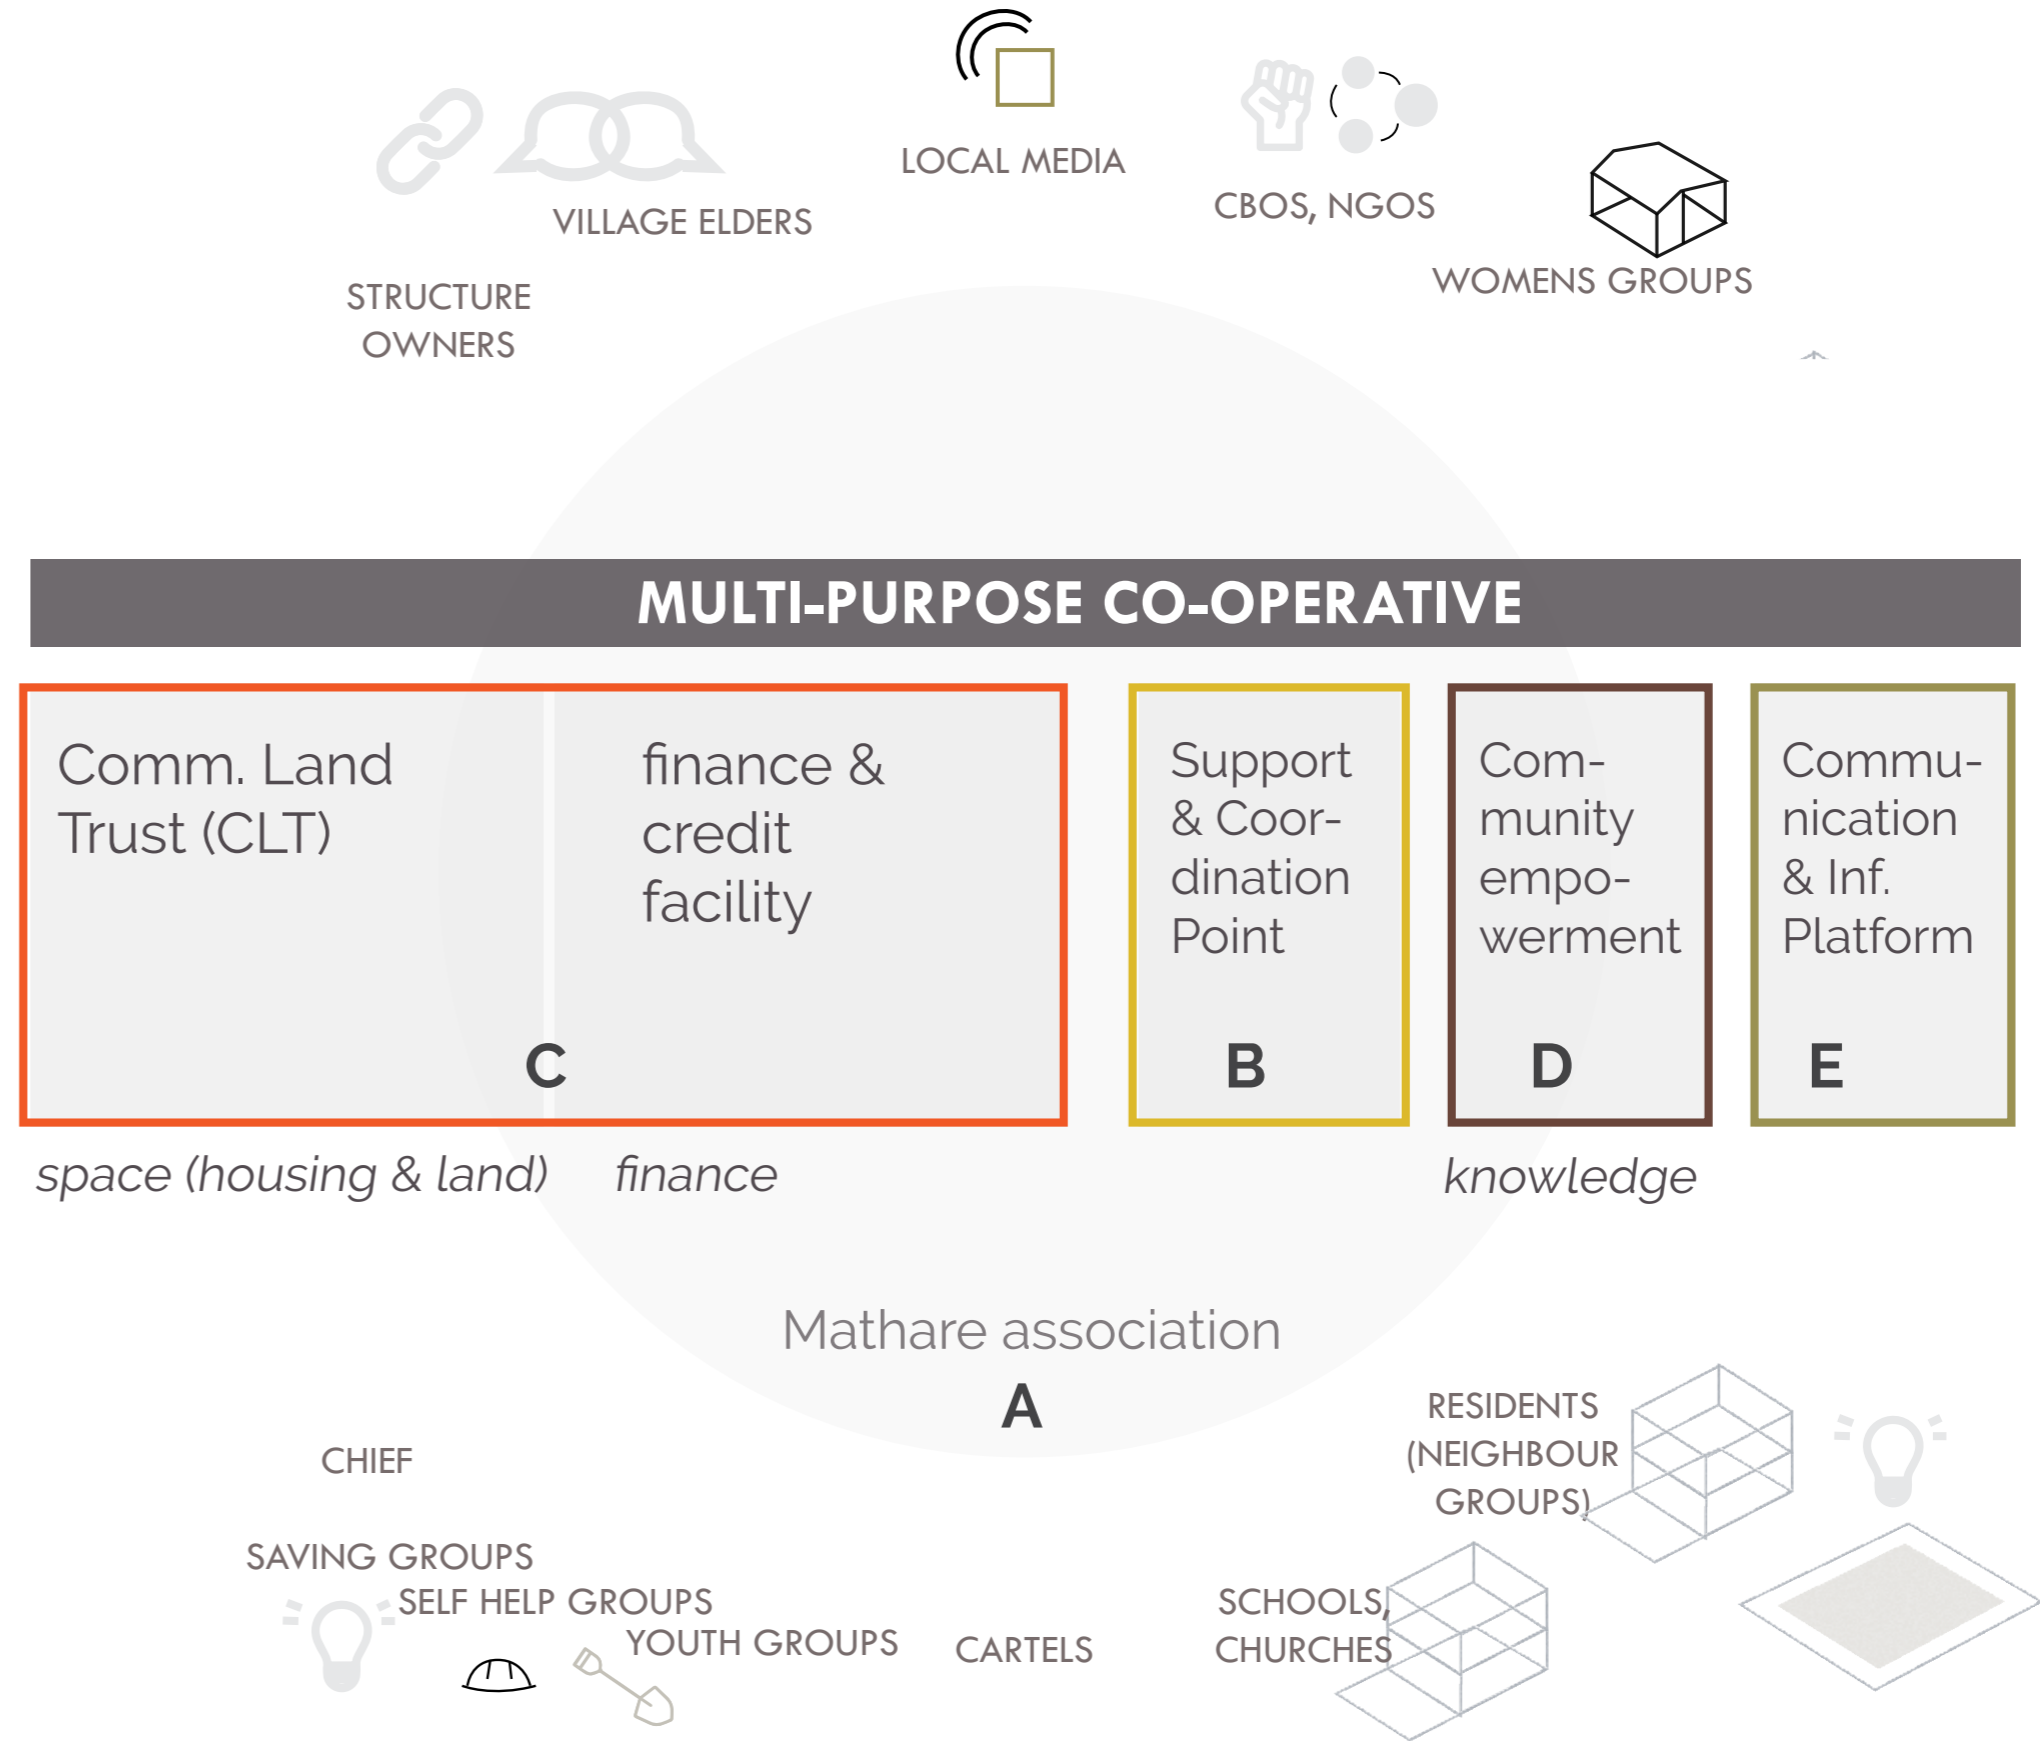 LOCAL MEDIA
CBOS, NGOS
VILLAGE ELDERS
WOMENS GROUPS
STRUCTURE
OWNERS
MULTI-PURPOSE CO-OPERATIVE
Comm. Land
Trust (CLT)
finance &
credit
facility
C
Support
& Coor-
dination
Point
B
Com-
munity
empo-
werment
D
Commu-
nication
& Inf.
Platform
E
space (housing & land)
finance
knowledge
Mathare association
A
RESIDENTS
(NEIGHBOUR
GROUPS)
CHIEF
SAVING GROUPS
SELF HELP GROUPS
YOUTH GROUPS
CARTELS
SCHOOLS,
CHURCHES